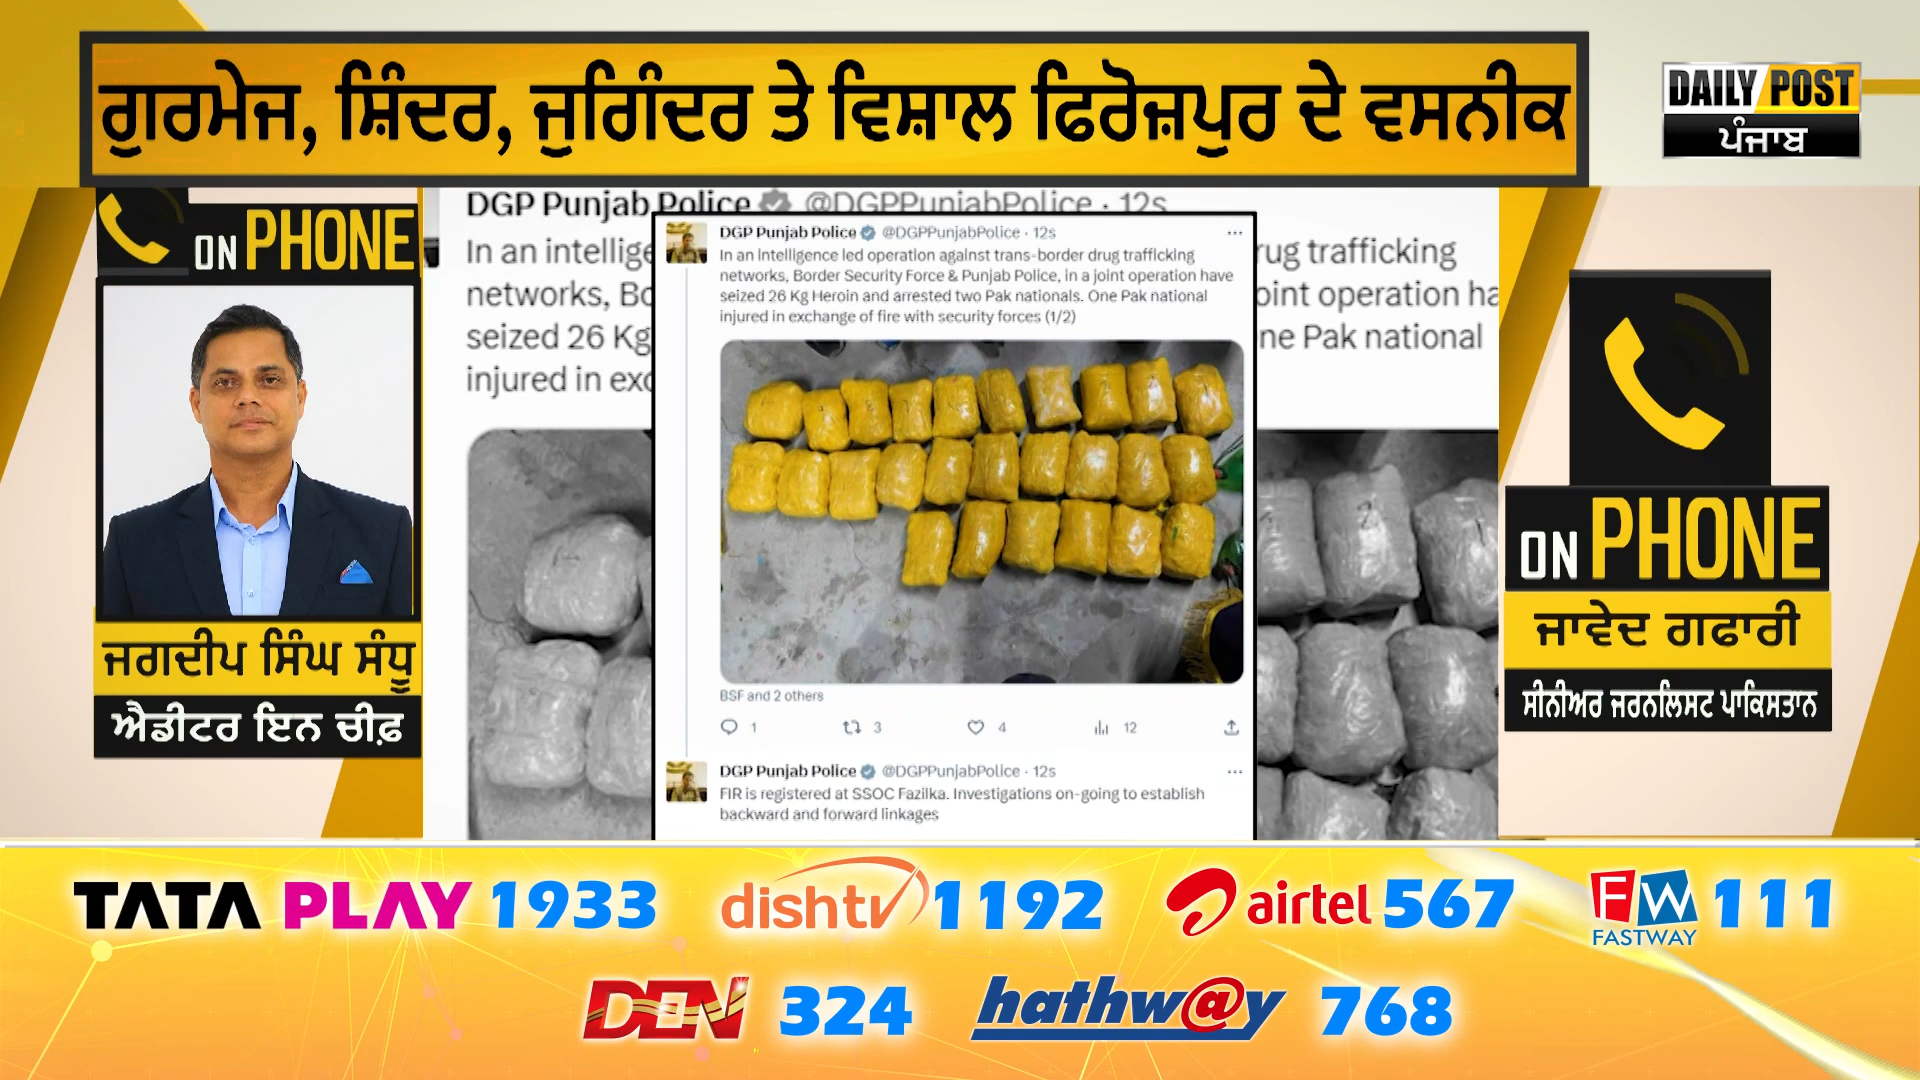 ਗੁਰਮੇਜ, ਸ਼ਿੰਦਰ, ਜੁਗਿੰਦਰ ਤੇ ਵਿਸ਼ਾਲ ਫਿਰੋਜ਼ਪੁਰ ਦੇ ਵਸਨੀਕ
DAILY POST
ਪੰਜਾਬ
ON PHONE
ਜਗਦੀਪ ਸਿੰਘ ਸੰਧੂ
ਐਡੀਟਰ ਇਨ ਚੀਫ਼
DGP Punjab Police @DGPPunjabPolice · 12s
In an intellige
rug trafficking
networks, Bo
oint operation ha
seized 26 Kg
ne Pak national
injured in exc
DGP Punjab Police @DGPPunjabPolice · 12s
In an intelligence led operation against trans-border drug trafficking
networks, Border Security Force & Punjab Police, in a joint operation have
seized 26 Kg Heroin and arrested two Pak nationals. One Pak national
injured in exchange of fire with security forces (1/2)
BSF and 2 others
1 3 4 12
DGP Punjab Police @DGPPunjabPolice · 12s
FIR is registered at SSOC Fazilka. Investigations on-going to establish
backward and forward linkages
ON PHONE
ਜਾਵੇਦ ਗਫਾਰੀ
ਸੀਨੀਅਰ ਜਰਨਲਿਸਟ ਪਾਕਿਸਤਾਨ
TATA PLAY 1933 dishtv 1192 airtel 567 FW FASTWAY 111
DEN 324 hathw@y 768